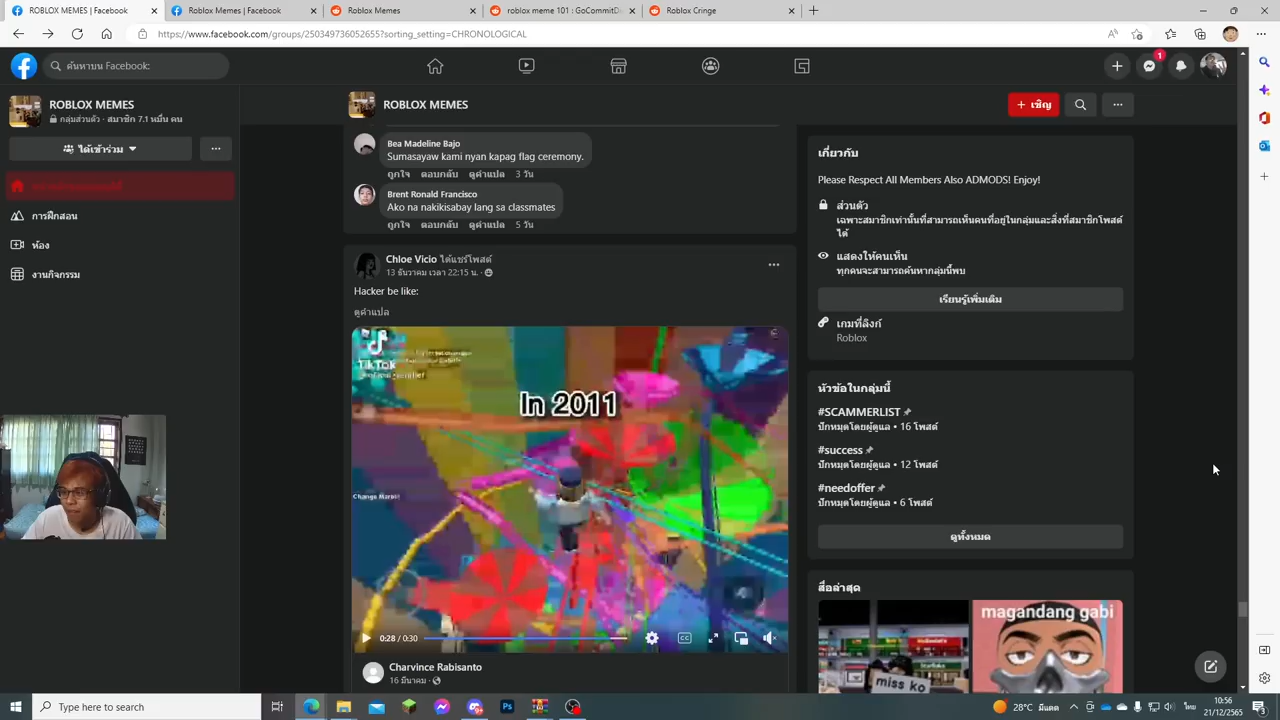 ROBLOX MEMES | Facebook
ROBLOX MEMES | Facebook
Roblox Memes
roblox meme 101 : GoCommitDi
Roblox Cringe
https://www.facebook.com/groups/250349736052655?sorting_setting=CHRONOLOGICAL
ค้นหาบน Facebook:
1
ROBLOX MEMES
กลุ่มส่วนตัว · สมาชิก 7.1 หมื่น คน
ได้เข้าร่วม
การฝึกสอน
ห้อง
งานกิจกรรม
ROBLOX MEMES
+ เชิญ
Bea Madeline Bajo
Sumasayaw kami nyan kapag flag ceremony.
ถูกใจ ตอบกลับ ดูคำแปล 3 วัน
Brent Ronald Francisco
Ako na nakikisabay lang sa classmates
ถูกใจ ตอบกลับ ดูคำแปล 5 วัน
Chloe Vicio ได้แชร์โพสต์
13 ธันวาคม เวลา 22:15 น. ·
Hacker be like:
ดูคำแปล
TikTok
In 2011
0:28 / 0:30
CC
Charvince Rabisanto
16 มีนาคม ·
เกี่ยวกับ
Please Respect All Members Also ADMODS! Enjoy!
ส่วนตัว
เฉพาะสมาชิกเท่านั้นที่สามารถเห็นคนที่อยู่ในกลุ่มและสิ่งที่สมาชิกโพสต์
ได้
แสดงให้คนเห็น
ทุกคนจะสามารถค้นหากลุ่มนี้พบ
เรียนรู้เพิ่มเติม
เกมที่ลิงก์
Roblox
หัวข้อในกลุ่มนี้
#SCAMMERLIST
ปักหมุดโดยผู้ดูแล • 16 โพสต์
#success
ปักหมุดโดยผู้ดูแล • 12 โพสต์
#needoffer
ปักหมุดโดยผู้ดูแล • 6 โพสต์
ดูทั้งหมด
สื่อล่าสุด
miss ko
magandang gabi
Type here to search
28°C มีแดด
10:56
21/12/2565